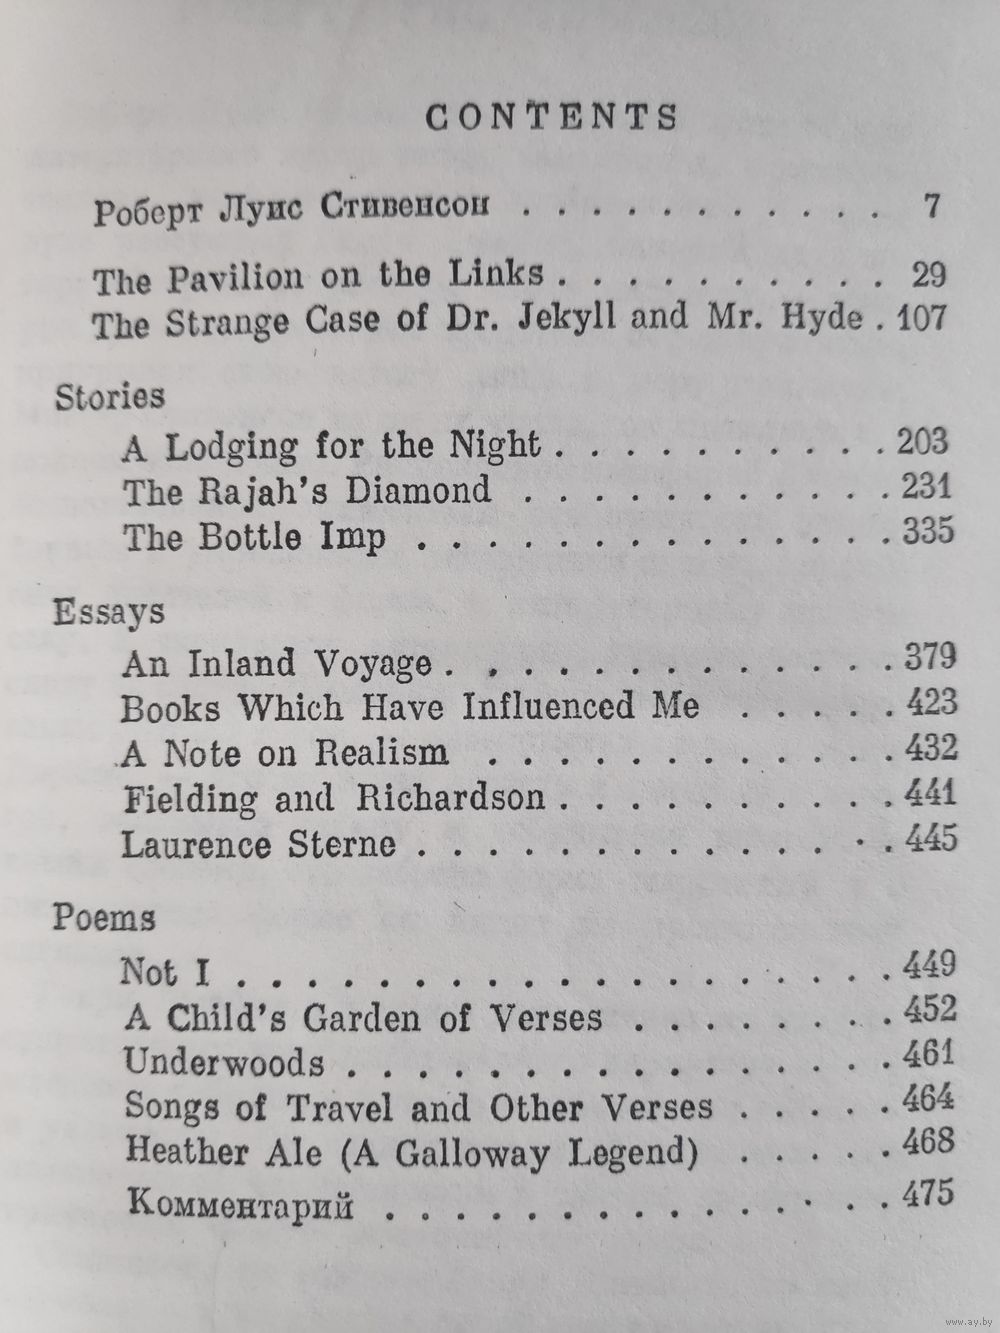 CONTENTS
Роберт Луис Стивенсон . . . . . . . . . . . 7
The Pavilion on the Links . . . . . . . . . . 29
The Strange Case of Dr. Jekyll and Mr. Hyde . 107
Stories
A Lodging for the Night . . . . . . . . . . 203
The Rajah's Diamond . . . . . . . . . . . 231
The Bottle Imp . . . . . . . . . . . . . . 335
Essays
An Inland Voyage . . . . . . . . . . . . . 379
Books Which Have Influenced Me . . . . . 423
A Note on Realism . . . . . . . . . . . . 432
Fielding and Richardson . . . . . . . . . . 441
Laurence Sterne . . . . . . . . . . . . . . 445
Poems
Not I . . . . . . . . . . . . . . . . . . . 449
A Child's Garden of Verses . . . . . . . . 452
Underwoods . . . . . . . . . . . . . . . . 461
Songs of Travel and Other Verses . . . . . 464
Heather Ale (A Galloway Legend) . . . . . 468
Комментарий . . . . . . . . . . . . . . . 475
www.ay.by